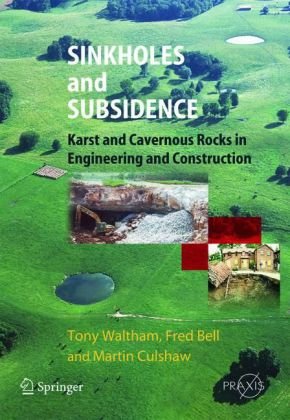 SINKHOLES
and
SUBSIDENCE
Karst and Cavernous Rocks in
Engineering and Construction
Tony Waltham, Fred Bell
and Martin Culshaw
Springer
PRAXIS